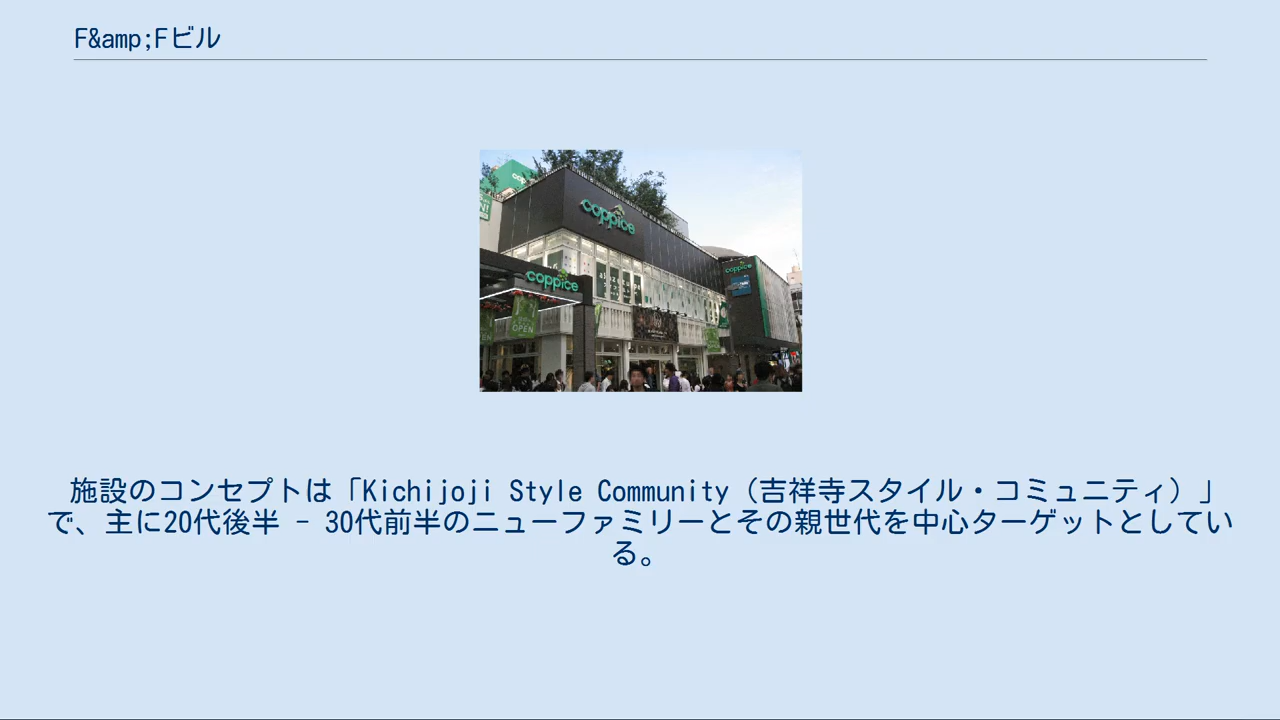 F&amp;Fビル
coppice
coppice
coppice
OPEN
施設のコンセプトは「Kichijoji Style Community（吉祥寺スタイル・コミュニティ）」
で、主に20代後半 - 30代前半のニューファミリーとその親世代を中心ターゲットとしてい
る。